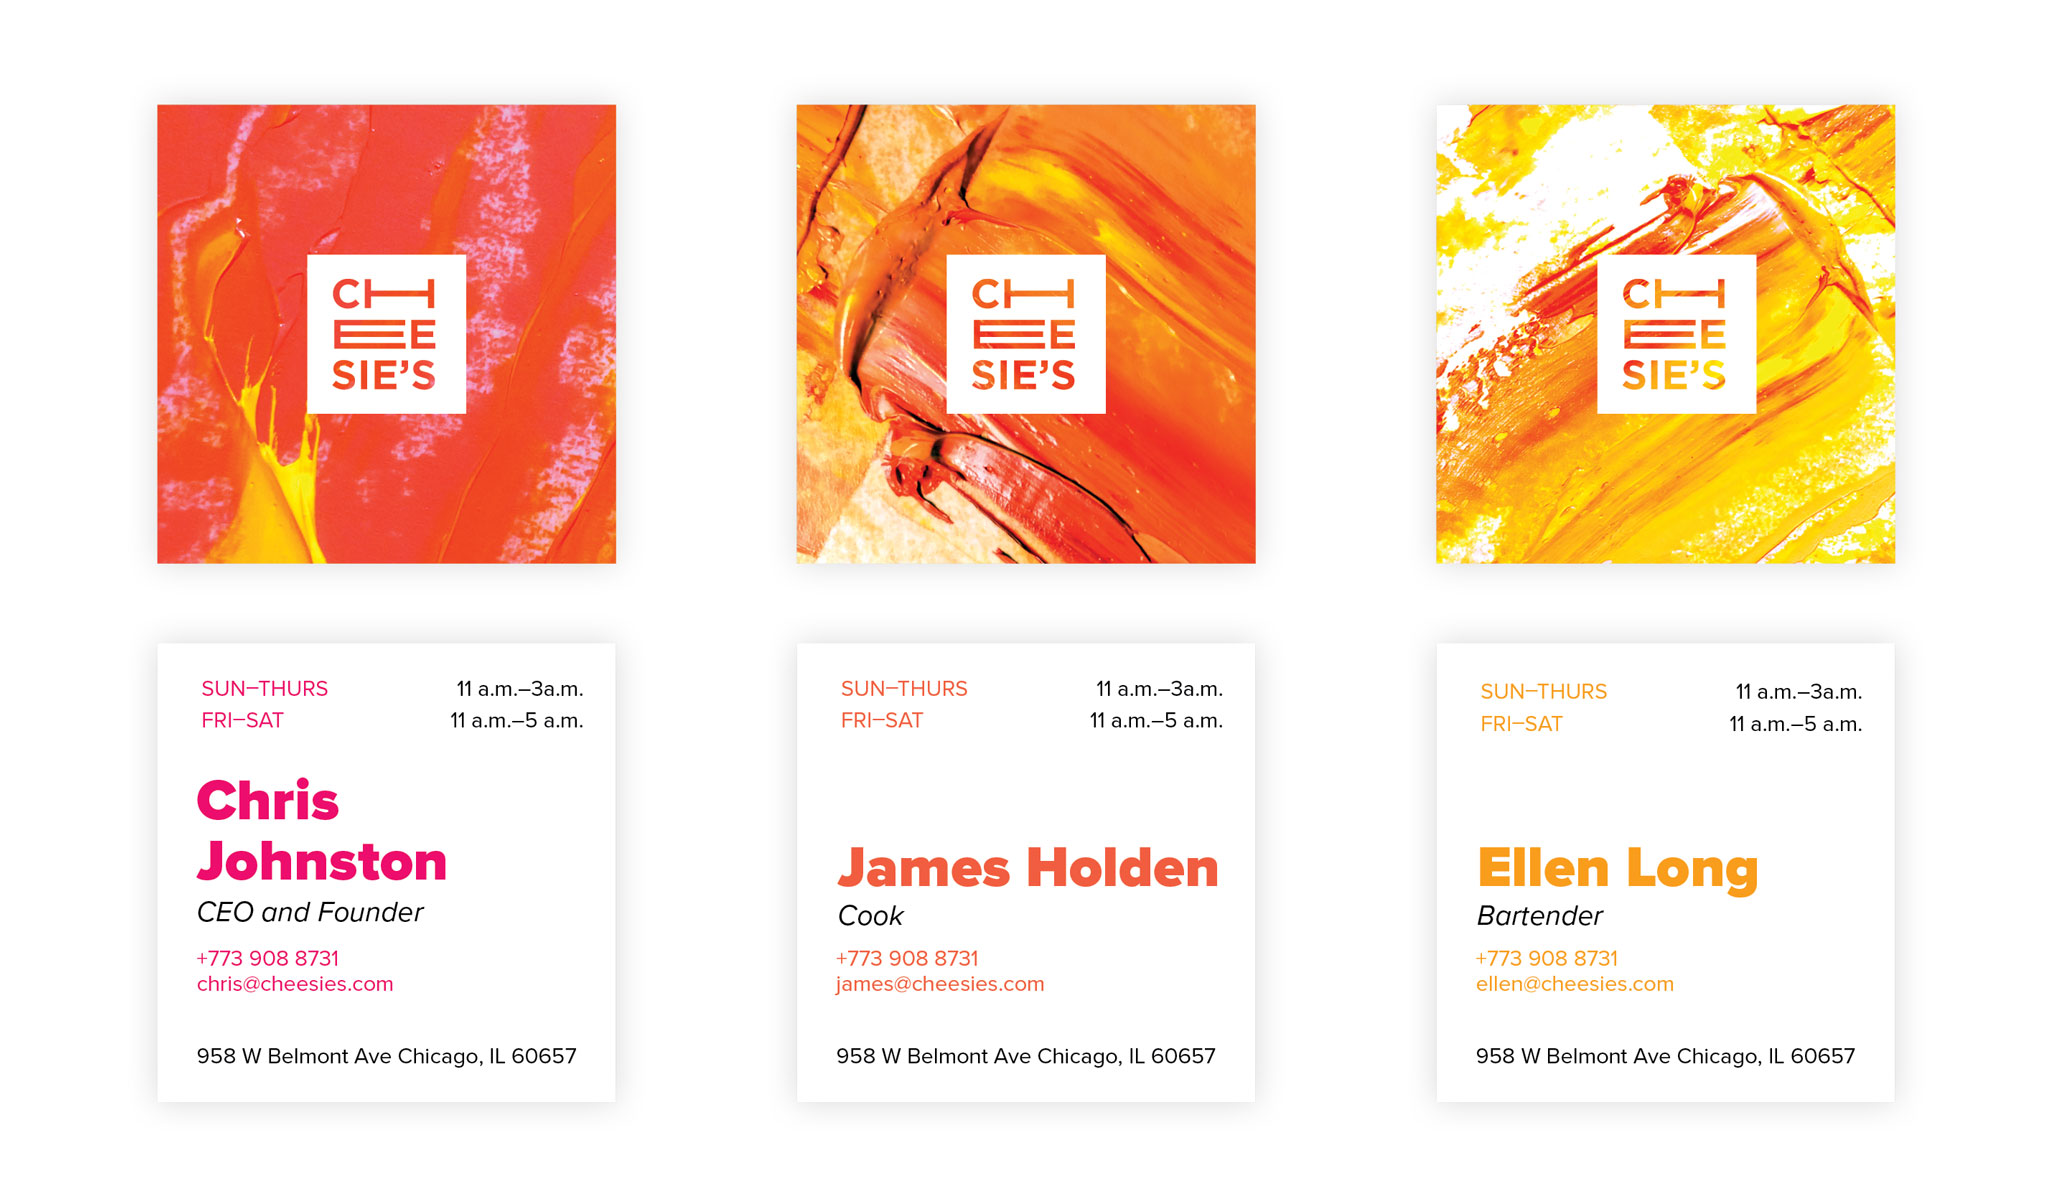 CH
EE
SIE'S
CH
EE
SIE'S
CH
EE
SIE'S
SUN–THURS 11 a.m.–3a.m.
FRI–SAT 11 a.m.–5 a.m.
Chris
Johnston
CEO and Founder
+773 908 8731
chris@cheesies.com
958 W Belmont Ave Chicago, IL 60657
SUN–THURS 11 a.m.–3a.m.
FRI–SAT 11 a.m.–5 a.m.
James Holden
Cook
+773 908 8731
james@cheesies.com
958 W Belmont Ave Chicago, IL 60657
SUN–THURS 11 a.m.–3a.m.
FRI–SAT 11 a.m.–5 a.m.
Ellen Long
Bartender
+773 908 8731
ellen@cheesies.com
958 W Belmont Ave Chicago, IL 60657